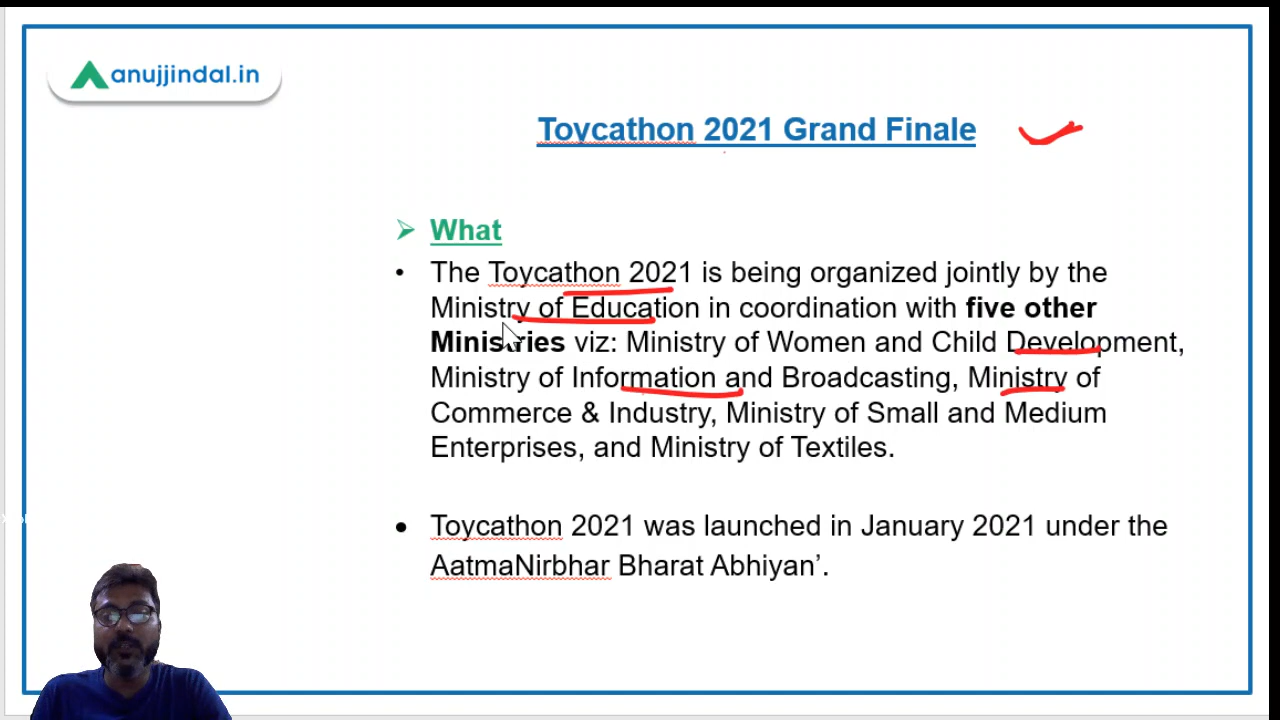 anujjindal.in
Toycathon 2021 Grand Finale
What
• The Toycathon 2021 is being organized jointly by the
Ministry of Education in coordination with five other
Ministries viz: Ministry of Women and Child Development,
Ministry of Information and Broadcasting, Ministry of
Commerce & Industry, Ministry of Small and Medium
Enterprises, and Ministry of Textiles.
• Toycathon 2021 was launched in January 2021 under the
AatmaNirbhar Bharat Abhiyan’.